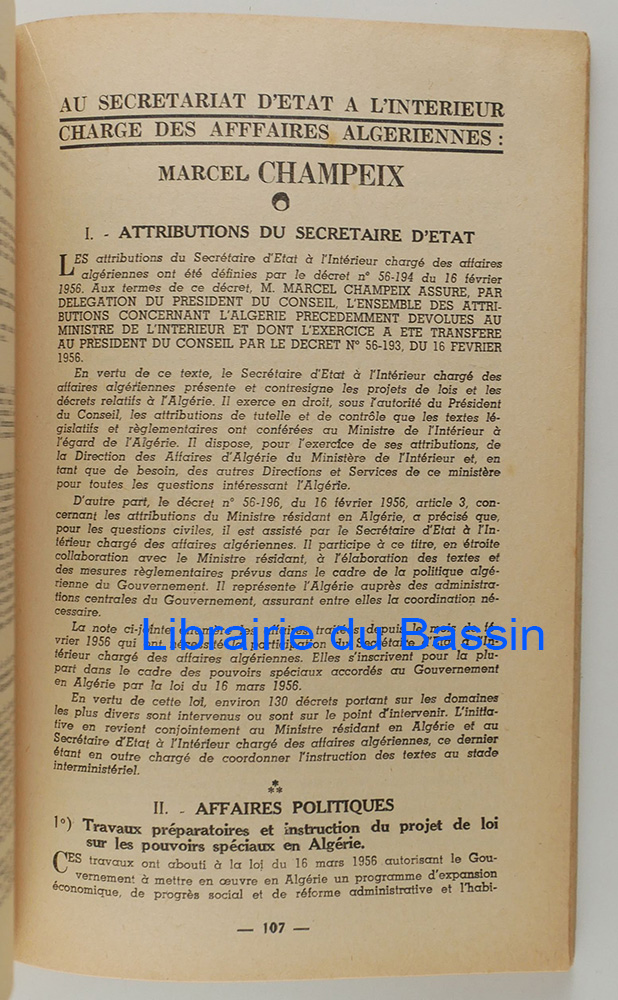 AU SECRETARIAT D'ETAT A L'INTERIEUR
CHARGE DES AFFFAIRES ALGERIENNES :
MARCEL CHAMPEIX
I. - ATTRIBUTIONS DU SECRETAIRE D'ETAT
LES attributions du Secrétaire d'Etat à l'Intérieur chargé des affaires
algériennes ont été définies par le décret n° 56-194 du 16 février
1956. Aux termes de ce décret, M. MARCEL CHAMPEIX ASSURE, PAR
DELEGATION DU PRESIDENT DU CONSEIL, L'ENSEMBLE DES ATTRI-
BUTIONS CONCERNANT L'ALGERIE PRECEDEMMENT DEVOLUES AU
MINISTRE DE L'INTERIEUR ET DONT L'EXERCICE A ETE TRANSFERE
AU PRESIDENT DU CONSEIL PAR LE DECRET N° 56-193, DU 16 FEVRIER
1956.
En vertu de ce texte, le Secrétaire d'Etat à l'Intérieur chargé des
affaires algériennes présente et contresigne les projets de lois et les
décrets relatifs à l'Algérie. Il exerce en droit, sous l'autorité du Président
du Conseil, les attributions de tutelle et de contrôle que les textes lé-
gislatifs et règlementaires ont conférées au Ministre de l'Intérieur à
l'égard de l'Algérie. Il dispose, pour l'exercice de ses attributions, de
la Direction des Affaires d'Algérie du Ministère de l'Intérieur et, en
tant que de besoin, des autres Directions et Services de ce ministère
pour toutes les questions intéressant l'Algérie.
D'autre part, le décret n° 56-196, du 16 février 1956, article 3, con-
cernant les attributions du Ministre résidant en Algérie, a précisé que,
pour les questions civiles, il est assisté par le Secrétaire d'Etat à l'In-
térieur chargé des affaires algériennes. Il participe à ce titre, en étroite
collaboration avec le Ministre résidant, à l'élaboration des textes et
des mesures règlementaires prévus dans le cadre de la politique algé-
rienne du Gouvernement. Il représente l'Algérie auprès des administra-
tions centrales du Gouvernement, assurant entre elles la coordination né-
cessaire.
La note ci-jointe affaires traitées depuis le mois de fé-
vrier 1956 qui ont nécessité participation du Secrétaire d'Etat à l'In-
térieur chargé des affaires algériennes. Elles s'inscrivent pour la plu-
part dans le cadre des pouvoirs spéciaux accordés au Gouvernement
en Algérie par la loi du 16 mars 1956.
En vertu de cette loi, environ 130 décrets portant sur les domaines
les plus divers sont intervenus ou sont sur le point d'intervenir. L'initia-
tive en revient conjointement au Ministre résidant en Algérie et au
Secrétaire d'Etat à l'Intérieur chargé des affaires algériennes, ce dernier
étant en outre chargé de coordonner l'instruction des textes au stade
interministériel.
Librairie du Bassin
***
II. - AFFAIRES POLITIQUES
1°) Travaux préparatoires et instruction du projet de loi
sur les pouvoirs spéciaux en Algérie.
CES travaux ont abouti à la loi du 16 mars 1956 autorisant le Gou-
vernement à mettre en œuvre en Algérie un programme d'expansion
économique, de progrès social et de réforme administrative et l'habi-
— 107 —